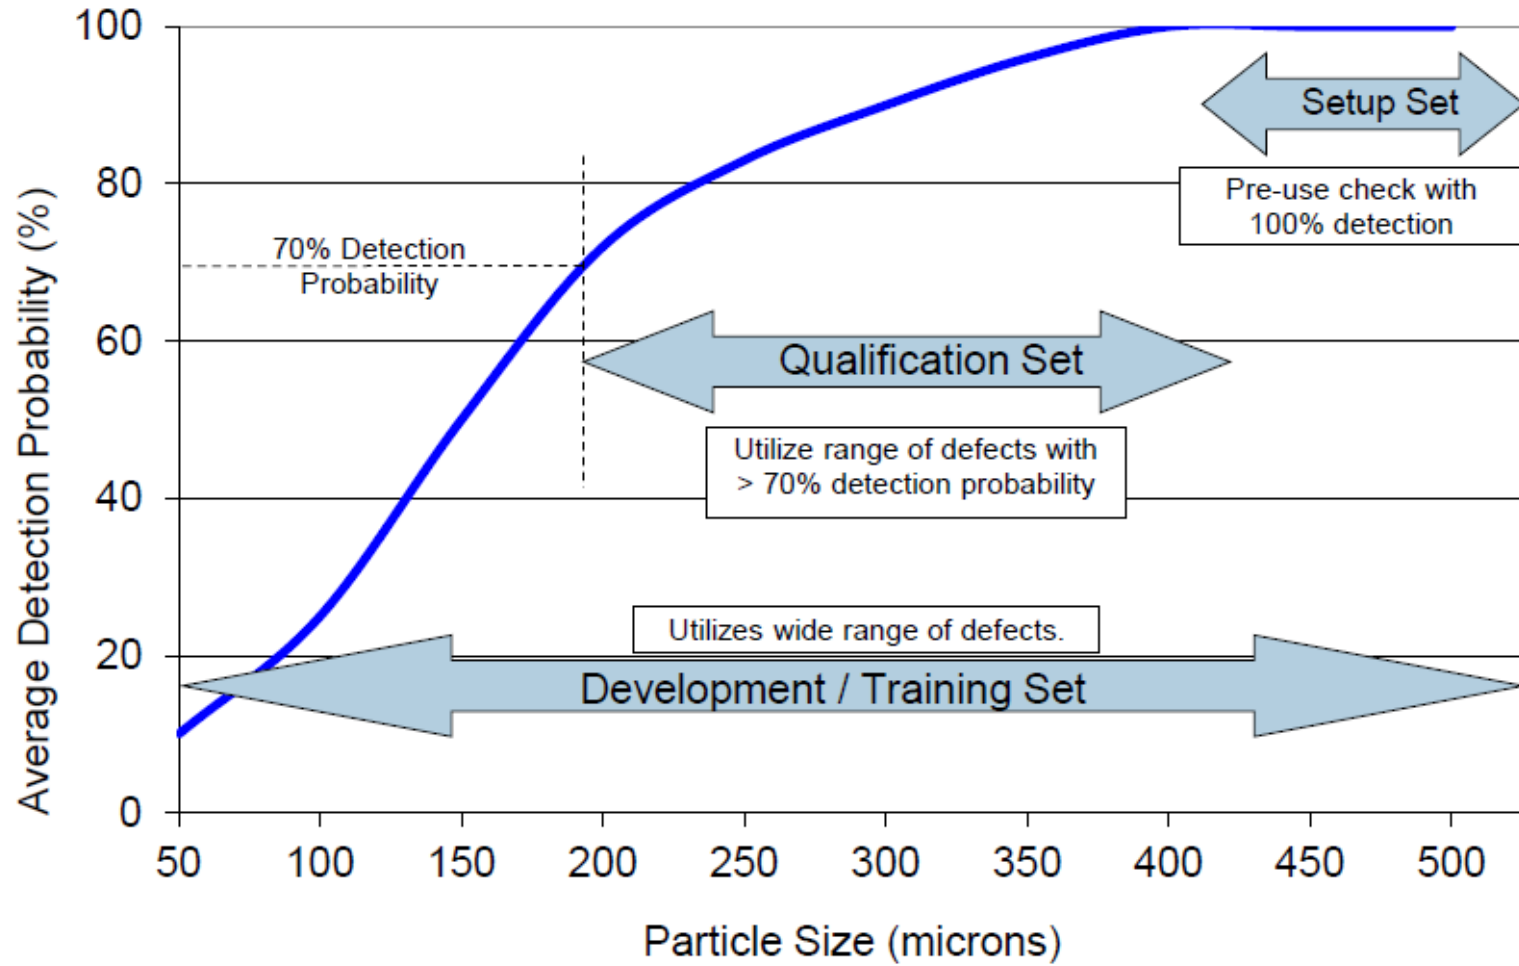 100
80
60
40
20
0
Average Detection Probability (%)
70% Detection
Probability
Setup Set
Pre-use check with
100% detection
Qualification Set
Utilize range of defects with
> 70% detection probability
Utilizes wide range of defects.
Development / Training Set
50 100 150 200 250 300 350 400 450 500
Particle Size (microns)